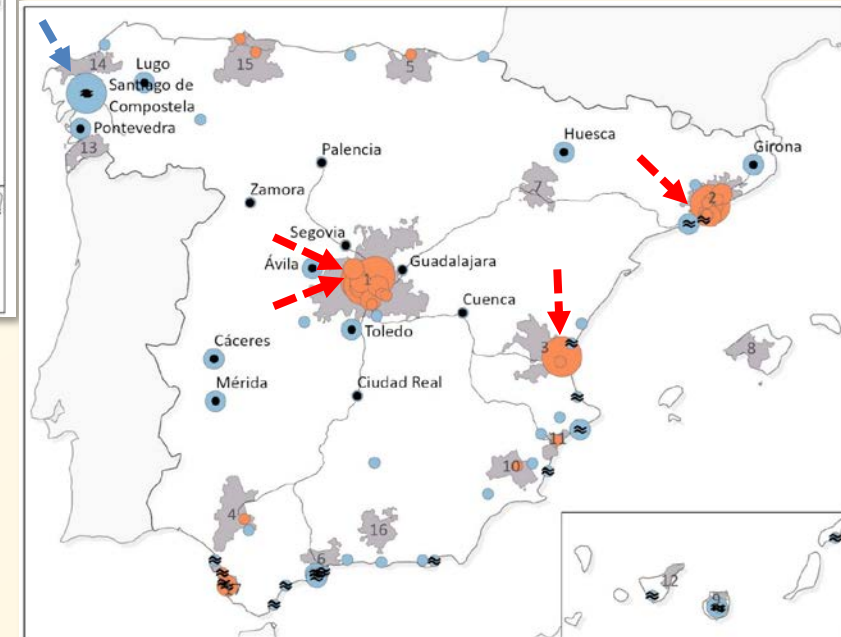 14
Lugo
15
5
Santiago de
Compostela
Pontevedra
13
Huesca
Girona
Palencia
7
2
Zamora
Segovia
Ávila
1
Guadalajara
Cuenca
Toledo
3
8
Cáceres
Mérida
Ciudad Real
11
10
4
16
6
12
9